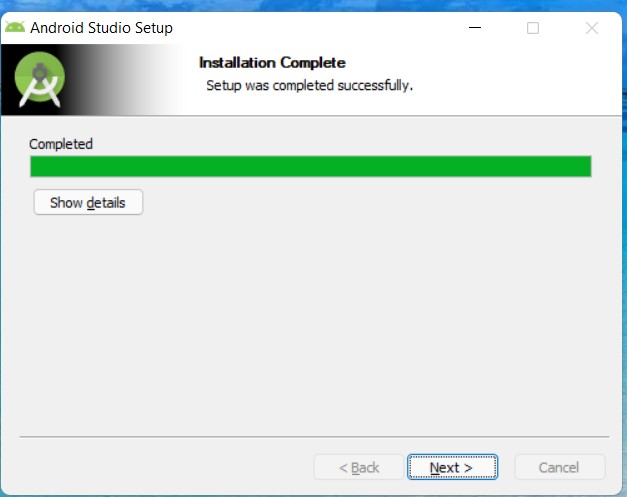 Android Studio Setup
Installation Complete
Setup was completed successfully.
Completed
Show details
< Back
Next >
Cancel